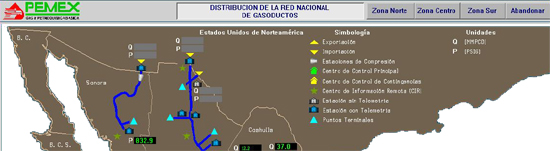 PEMEX
GAS Y PETROQUIMICA BASICA
DISTRIBUCION DE LA RED NACIONAL
DE GASODUCTOS
Zona Norte
Zona Centro
Zona Sur
Abandonar
Estados Unidos de Norteamérica
Simbología
Unidades
Exportación
Importación
Estaciones de Compresión
Centro de Control Principal
Centro de Control de Contingencias
Centro de Información Remota (CIR)
Estación sin Telemetría
Estación con Telemetría
Puntos Terminales
Q [MMPCD]
P [PSIG]
B. C.
Sonora
Q
P
Q
P
Q
P
Coahuila
P 832.9
Q
Q 37.0
B. C. S.